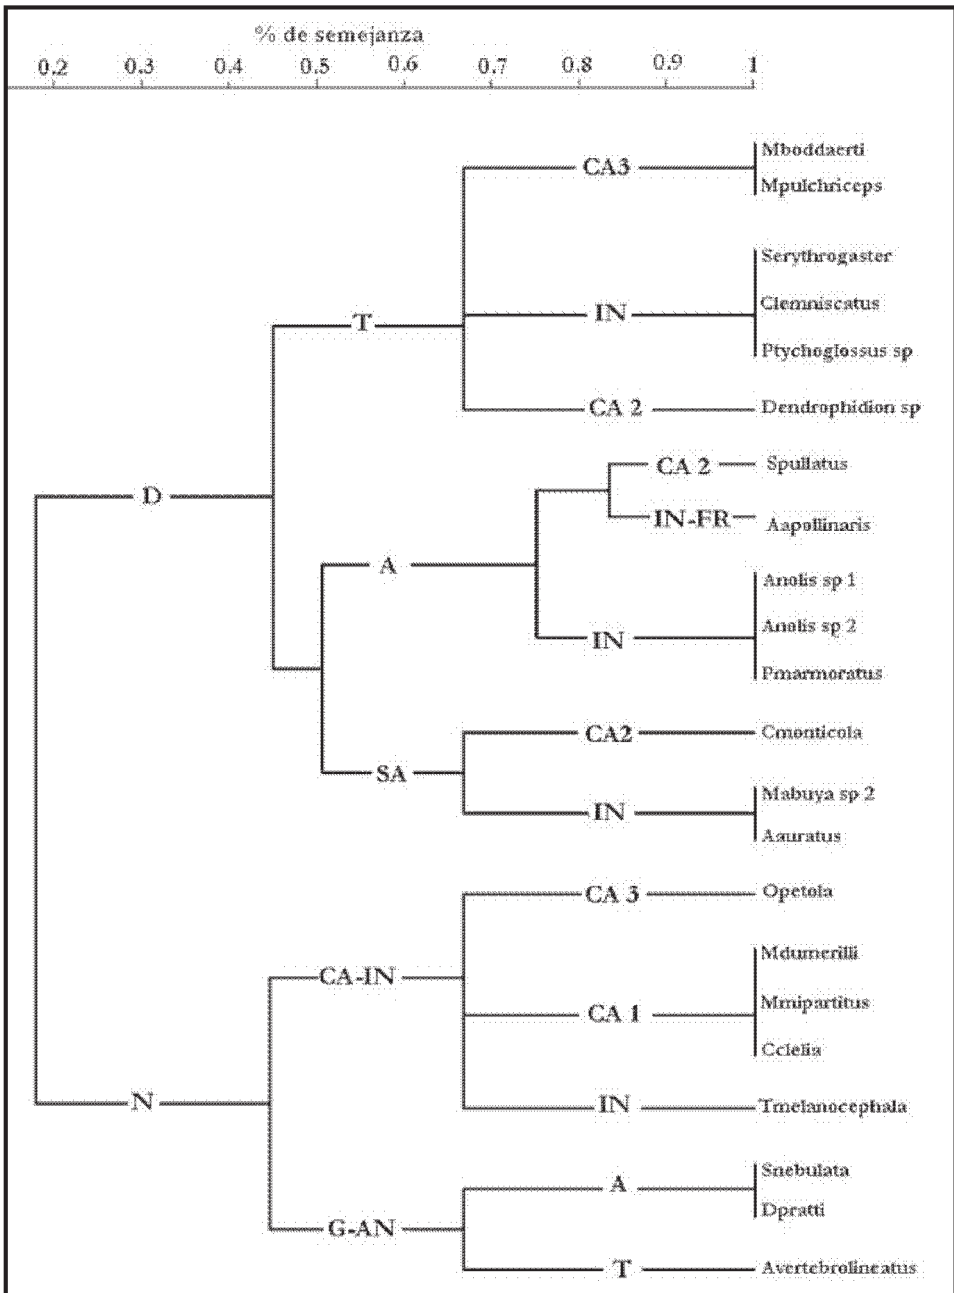 % de semejanza
0.2 0.3 0.4 0.5 0.6 0.7 0.8 0.9 1
Mboddaerti
CA3
Mpulchriceps
Serythrogaster
Clemniscatus
IN
T
Ptychoglossus sp
CA 2 Dendrophidion sp
CA 2 Spullatus
D
IN-FR Aapollinaris
A
Anolis sp 1
Anolis sp 2
IN
Pmarmoratus
CA2 Cmonticola
SA
Mabuya sp 2
IN
Aauratus
CA 3 Opetola
Mdumerilli
CA-IN
Mmipartitus
CA 1
Cclelia
N
IN Tmelanocephala
Snebulata
A
Dpratti
G-AN
T Avertebrolineatus